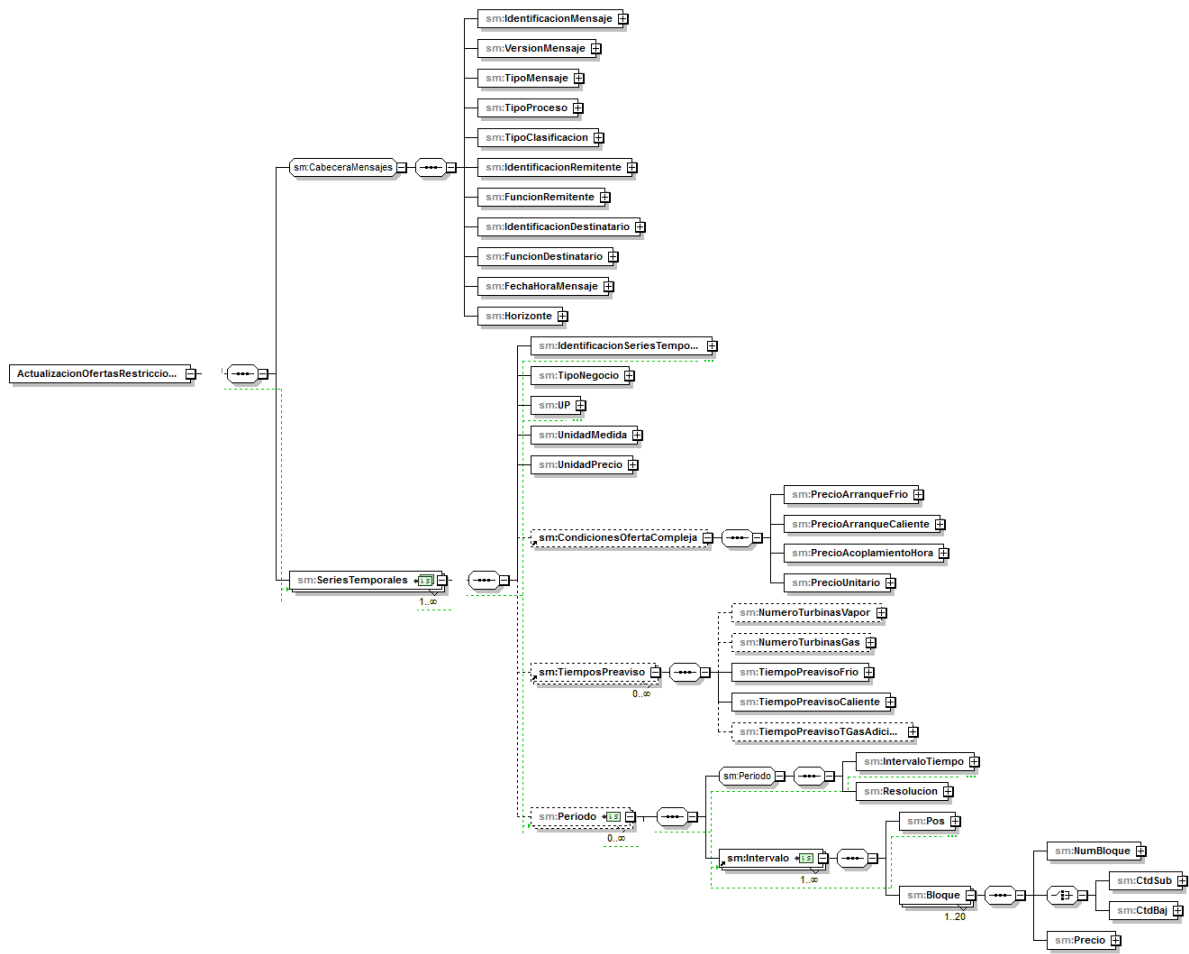 sm:IdentificacionMensaje
sm:VersionMensaje
sm:TipoMensaje
sm:TipoProceso
sm:TipoClasificacion
sm:CabeceraMensajes
sm:IdentificacionRemitente
sm:FuncionRemitente
sm:IdentificacionDestinatario
sm:FuncionDestinatario
sm:FechaHoraMensaje
sm:Horizonte
ActualizacionOfertasRestriccio...
sm:IdentificacionSeriesTempo...
sm:TipoNegocio
sm:UP
sm:UnidadMedida
sm:UnidadPrecio
sm:SeriesTemporales
1..∞
sm:CondicionesOfertaCompleja
sm:PrecioArranqueFrio
sm:PrecioArranqueCaliente
sm:PrecioAcoplamientoHora
sm:PrecioUnitario
sm:TiemposPreaviso
0..∞
sm:NumeroTurbinasVapor
sm:NumeroTurbinasGas
sm:TiempoPreavisoFrio
sm:TiempoPreavisoCaliente
sm:TiempoPreavisoTGasAdici...
sm:Periodo
0..∞
sm:Periodo
sm:IntervaloTiempo
sm:Resolucion
sm:Intervalo
1..∞
sm:Pos
sm:Bloque
1..20
sm:NumBloque
sm:CtdSub
sm:CtdBaj
sm:Precio